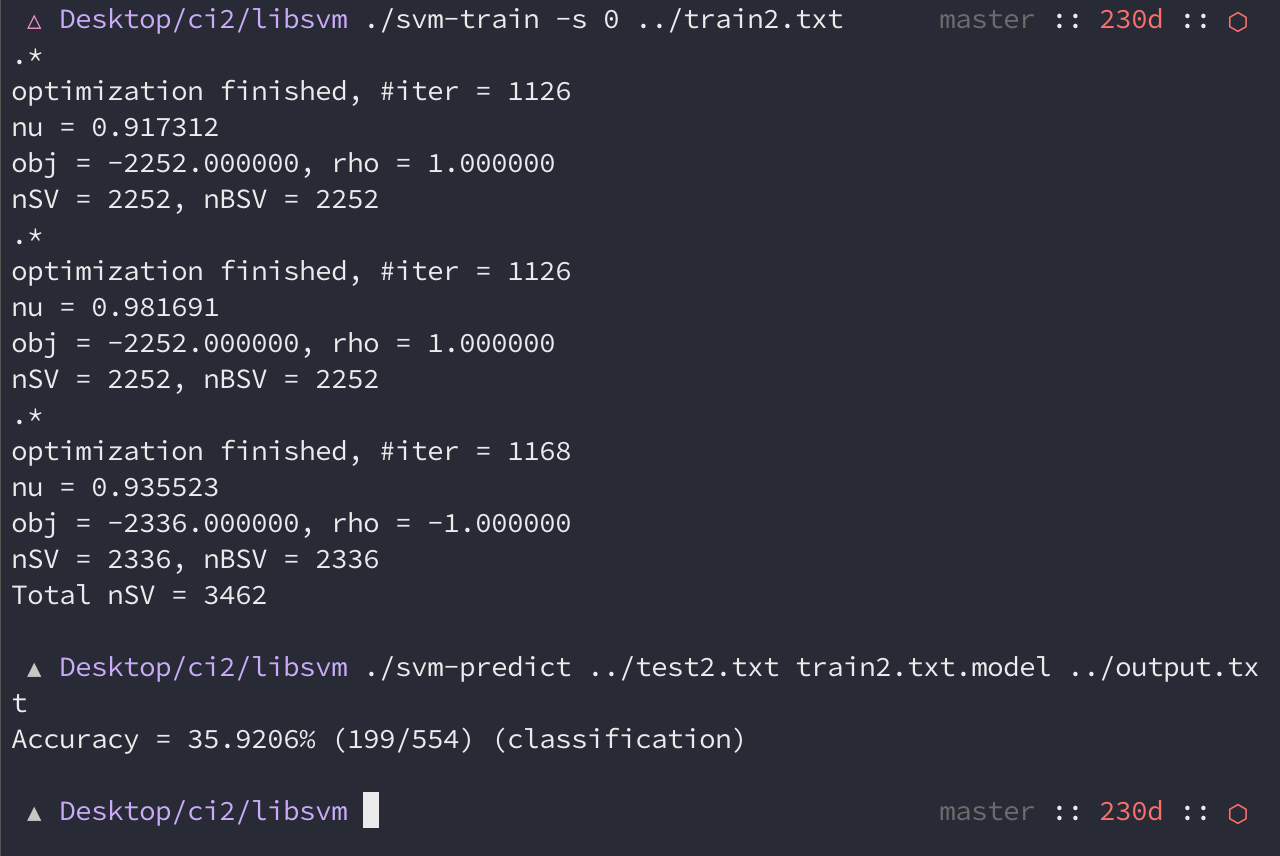 △ Desktop/ci2/libsvm ./svm-train -s 0 ../train2.txt master :: 230d :: ⬡
.*
optimization finished, #iter = 1126
nu = 0.917312
obj = -2252.000000, rho = 1.000000
nSV = 2252, nBSV = 2252
.*
optimization finished, #iter = 1126
nu = 0.981691
obj = -2252.000000, rho = 1.000000
nSV = 2252, nBSV = 2252
.*
optimization finished, #iter = 1168
nu = 0.935523
obj = -2336.000000, rho = -1.000000
nSV = 2336, nBSV = 2336
Total nSV = 3462
▲ Desktop/ci2/libsvm ./svm-predict ../test2.txt train2.txt.model ../output.tx
t
Accuracy = 35.9206% (199/554) (classification)
▲ Desktop/ci2/libsvm master :: 230d :: ⬡